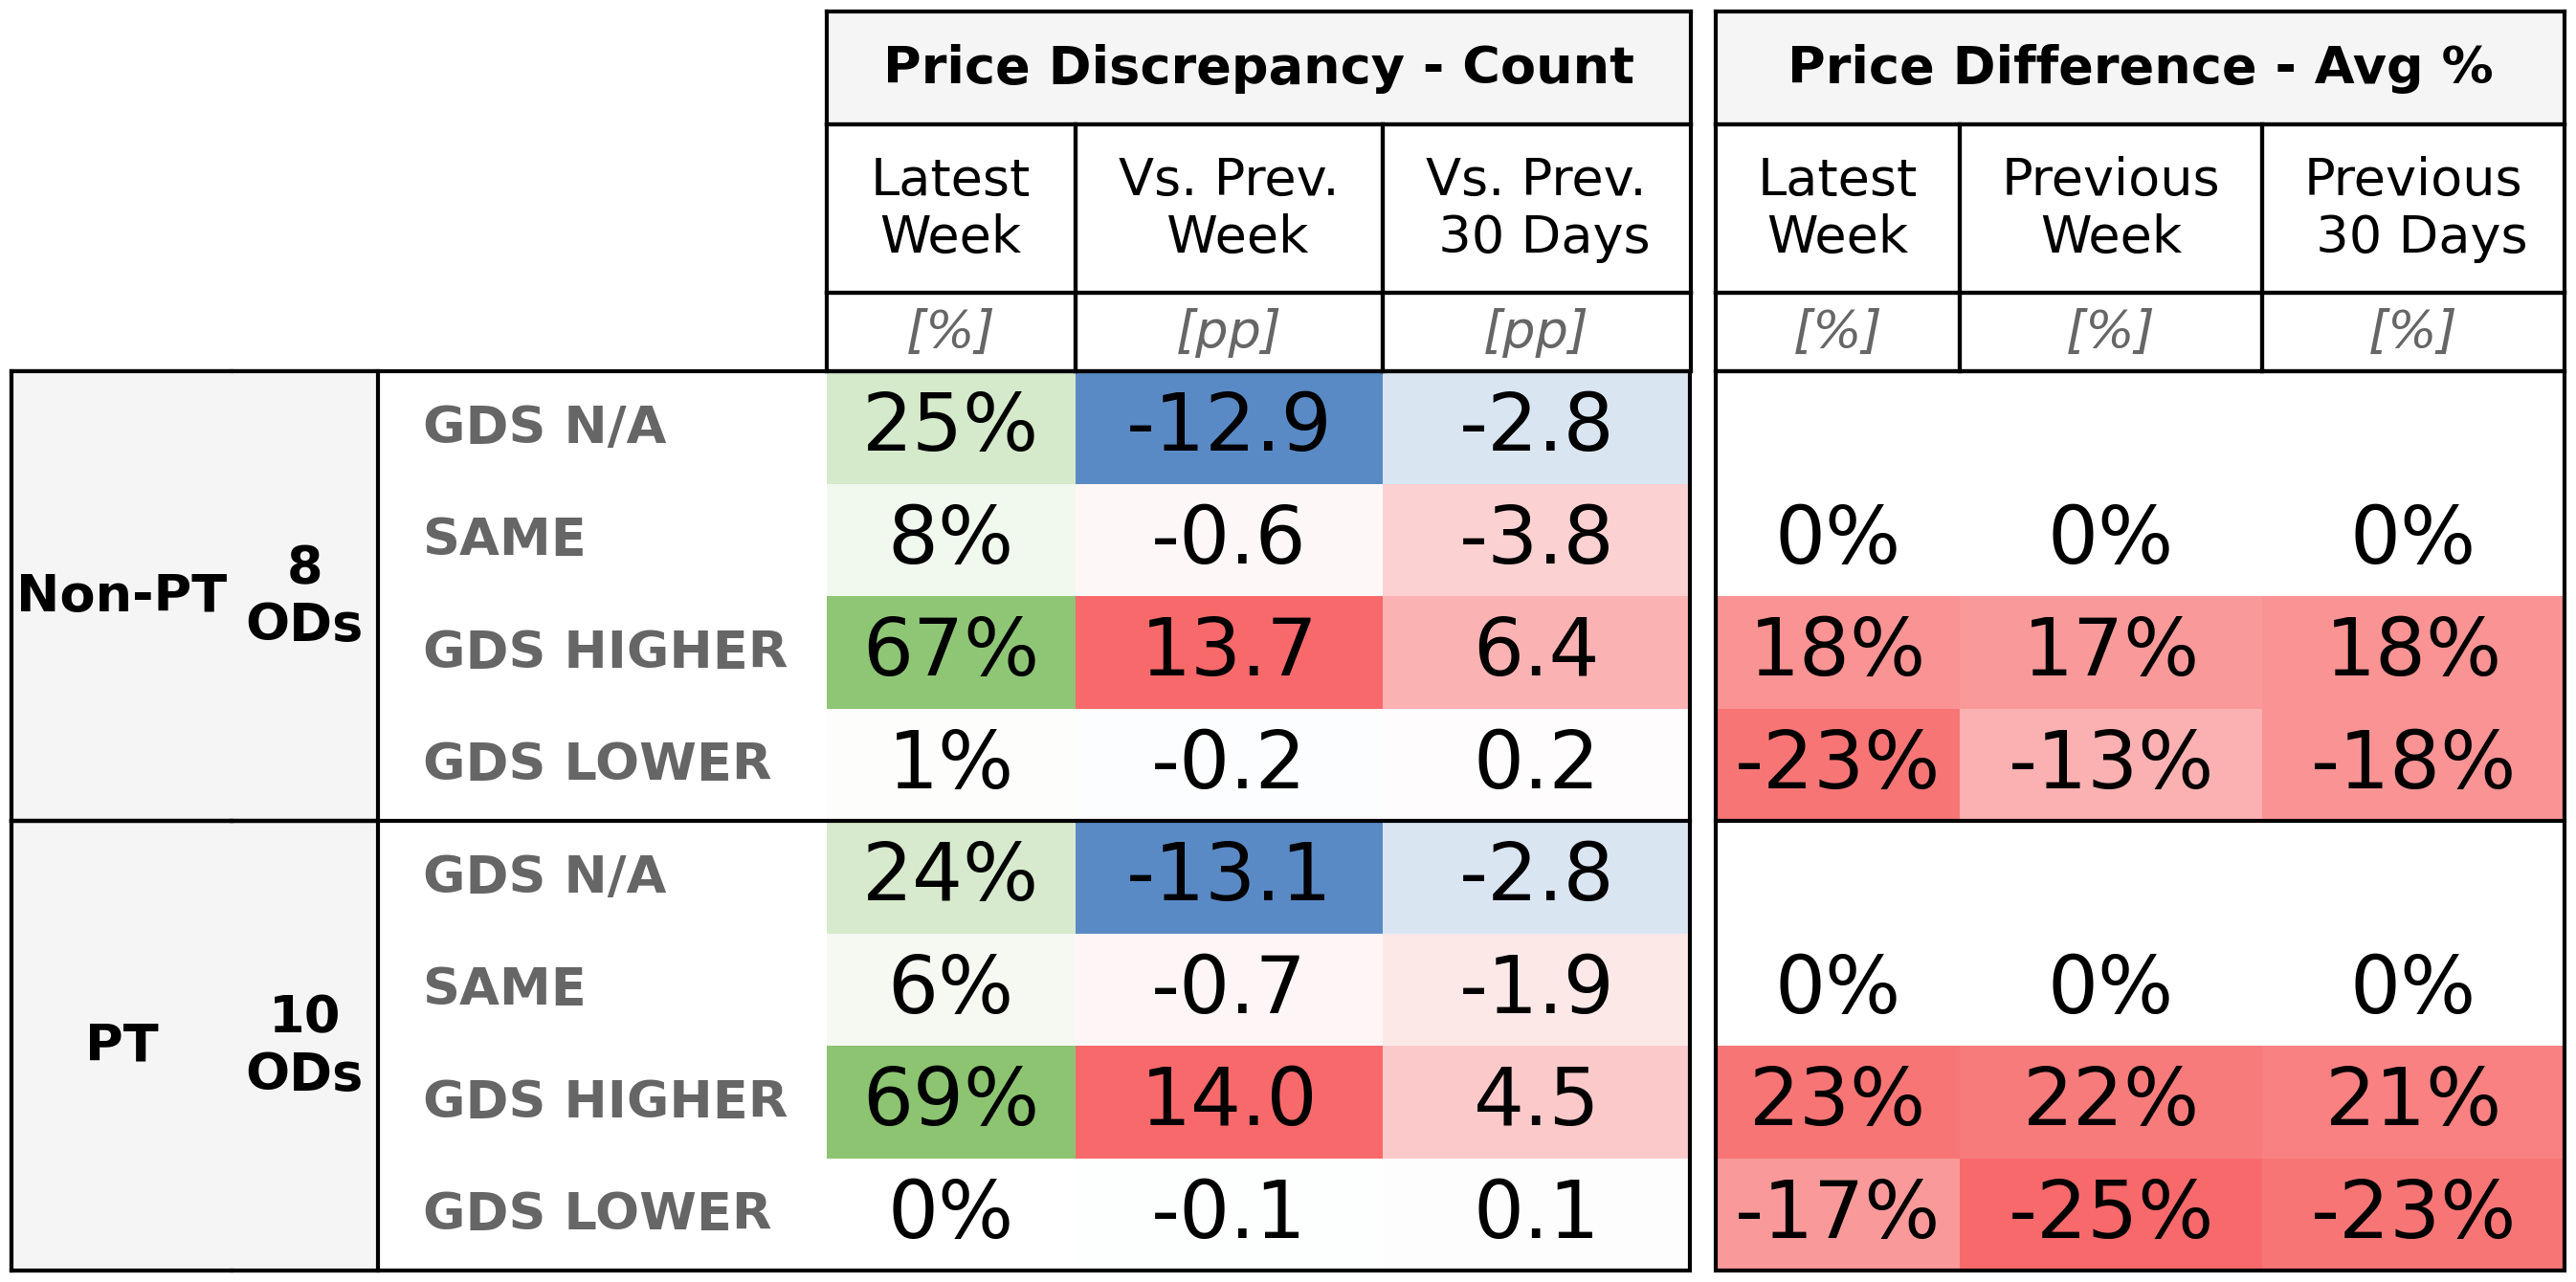 Price Discrepancy - Count Price Difference - Avg %
Latest Week Vs. Prev. Week Vs. Prev. 30 Days Latest Week Previous Week Previous 30 Days
[%] [pp] [pp] [%] [%] [%]
Non-PT 8 ODs
GDS N/A 25% -12.9 -2.8
SAME 8% -0.6 -3.8 0% 0% 0%
GDS HIGHER 67% 13.7 6.4 18% 17% 18%
GDS LOWER 1% -0.2 0.2 -23% -13% -18%
PT 10 ODs
GDS N/A 24% -13.1 -2.8
SAME 6% -0.7 -1.9 0% 0% 0%
GDS HIGHER 69% 14.0 4.5 23% 22% 21%
GDS LOWER 0% -0.1 0.1 -17% -25% -23%